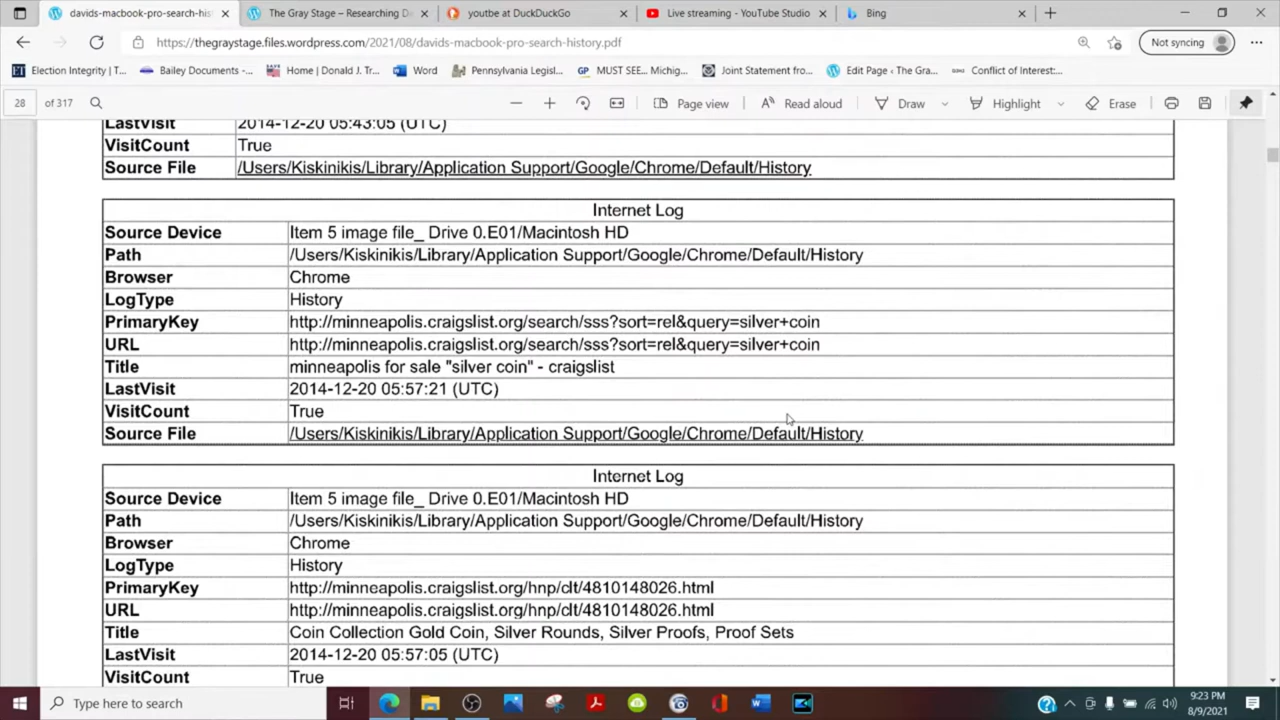 davids-macbook-pro-search-hist
The Gray Stage – Researching De
youtbe at DuckDuckGo
Live streaming - YouTube Studio
Bing
https://thegraystage.files.wordpress.com/2021/08/davids-macbook-pro-search-history.pdf
Not syncing
Election Integrity | T...
Bailey Documents -...
Home | Donald J. Tr...
Word
Pennsylvania Legisl...
MUST SEE... Michig...
Joint Statement fro...
Edit Page ‹ The Gra...
Conflict of Interest:...
28 of 317
Page view
Read aloud
Draw
Highlight
Erase
LastVisit 2014-12-20 05:43:05 (UTC)
VisitCount True
Source File /Users/Kiskinikis/Library/Application Support/Google/Chrome/Default/History
Internet Log
Source Device Item 5 image file_ Drive 0.E01/Macintosh HD
Path /Users/Kiskinikis/Library/Application Support/Google/Chrome/Default/History
Browser Chrome
LogType History
PrimaryKey http://minneapolis.craigslist.org/search/sss?sort=rel&query=silver+coin
URL http://minneapolis.craigslist.org/search/sss?sort=rel&query=silver+coin
Title minneapolis for sale "silver coin" - craigslist
LastVisit 2014-12-20 05:57:21 (UTC)
VisitCount True
Source File /Users/Kiskinikis/Library/Application Support/Google/Chrome/Default/History
Internet Log
Source Device Item 5 image file_ Drive 0.E01/Macintosh HD
Path /Users/Kiskinikis/Library/Application Support/Google/Chrome/Default/History
Browser Chrome
LogType History
PrimaryKey http://minneapolis.craigslist.org/hnp/clt/4810148026.html
URL http://minneapolis.craigslist.org/hnp/clt/4810148026.html
Title Coin Collection Gold Coin, Silver Rounds, Silver Proofs, Proof Sets
LastVisit 2014-12-20 05:57:05 (UTC)
VisitCount True
Type here to search
9:23 PM
8/9/2021